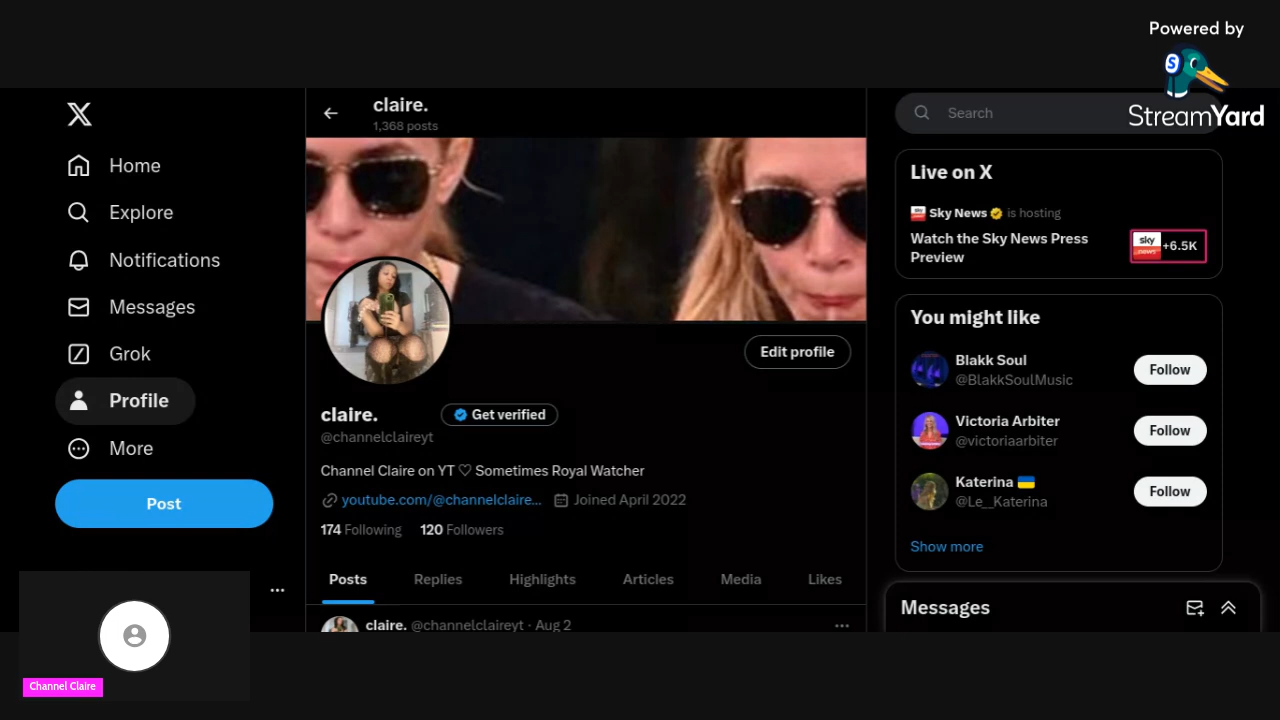 Powered by
StreamYard
X
Home
Explore
Notifications
Messages
Grok
Profile
More
Post
Channel Claire
claire.
1,368 posts
Edit profile
claire.
Get verified
@channelclaireyt
Channel Claire on YT ♡ Sometimes Royal Watcher
youtube.com/@channelclaire... Joined April 2022
174 Following 120 Followers
Posts Replies Highlights Articles Media Likes
claire. @channelclaireyt · Aug 2
Search
Live on X
Sky News is hosting
Watch the Sky News Press
Preview
sky news +6.5K
You might like
Blakk Soul
@BlakkSoulMusic
Follow
Victoria Arbiter
@victoriaarbiter
Follow
Katerina 🇺🇦
@Le__Katerina
Follow
Show more
Messages